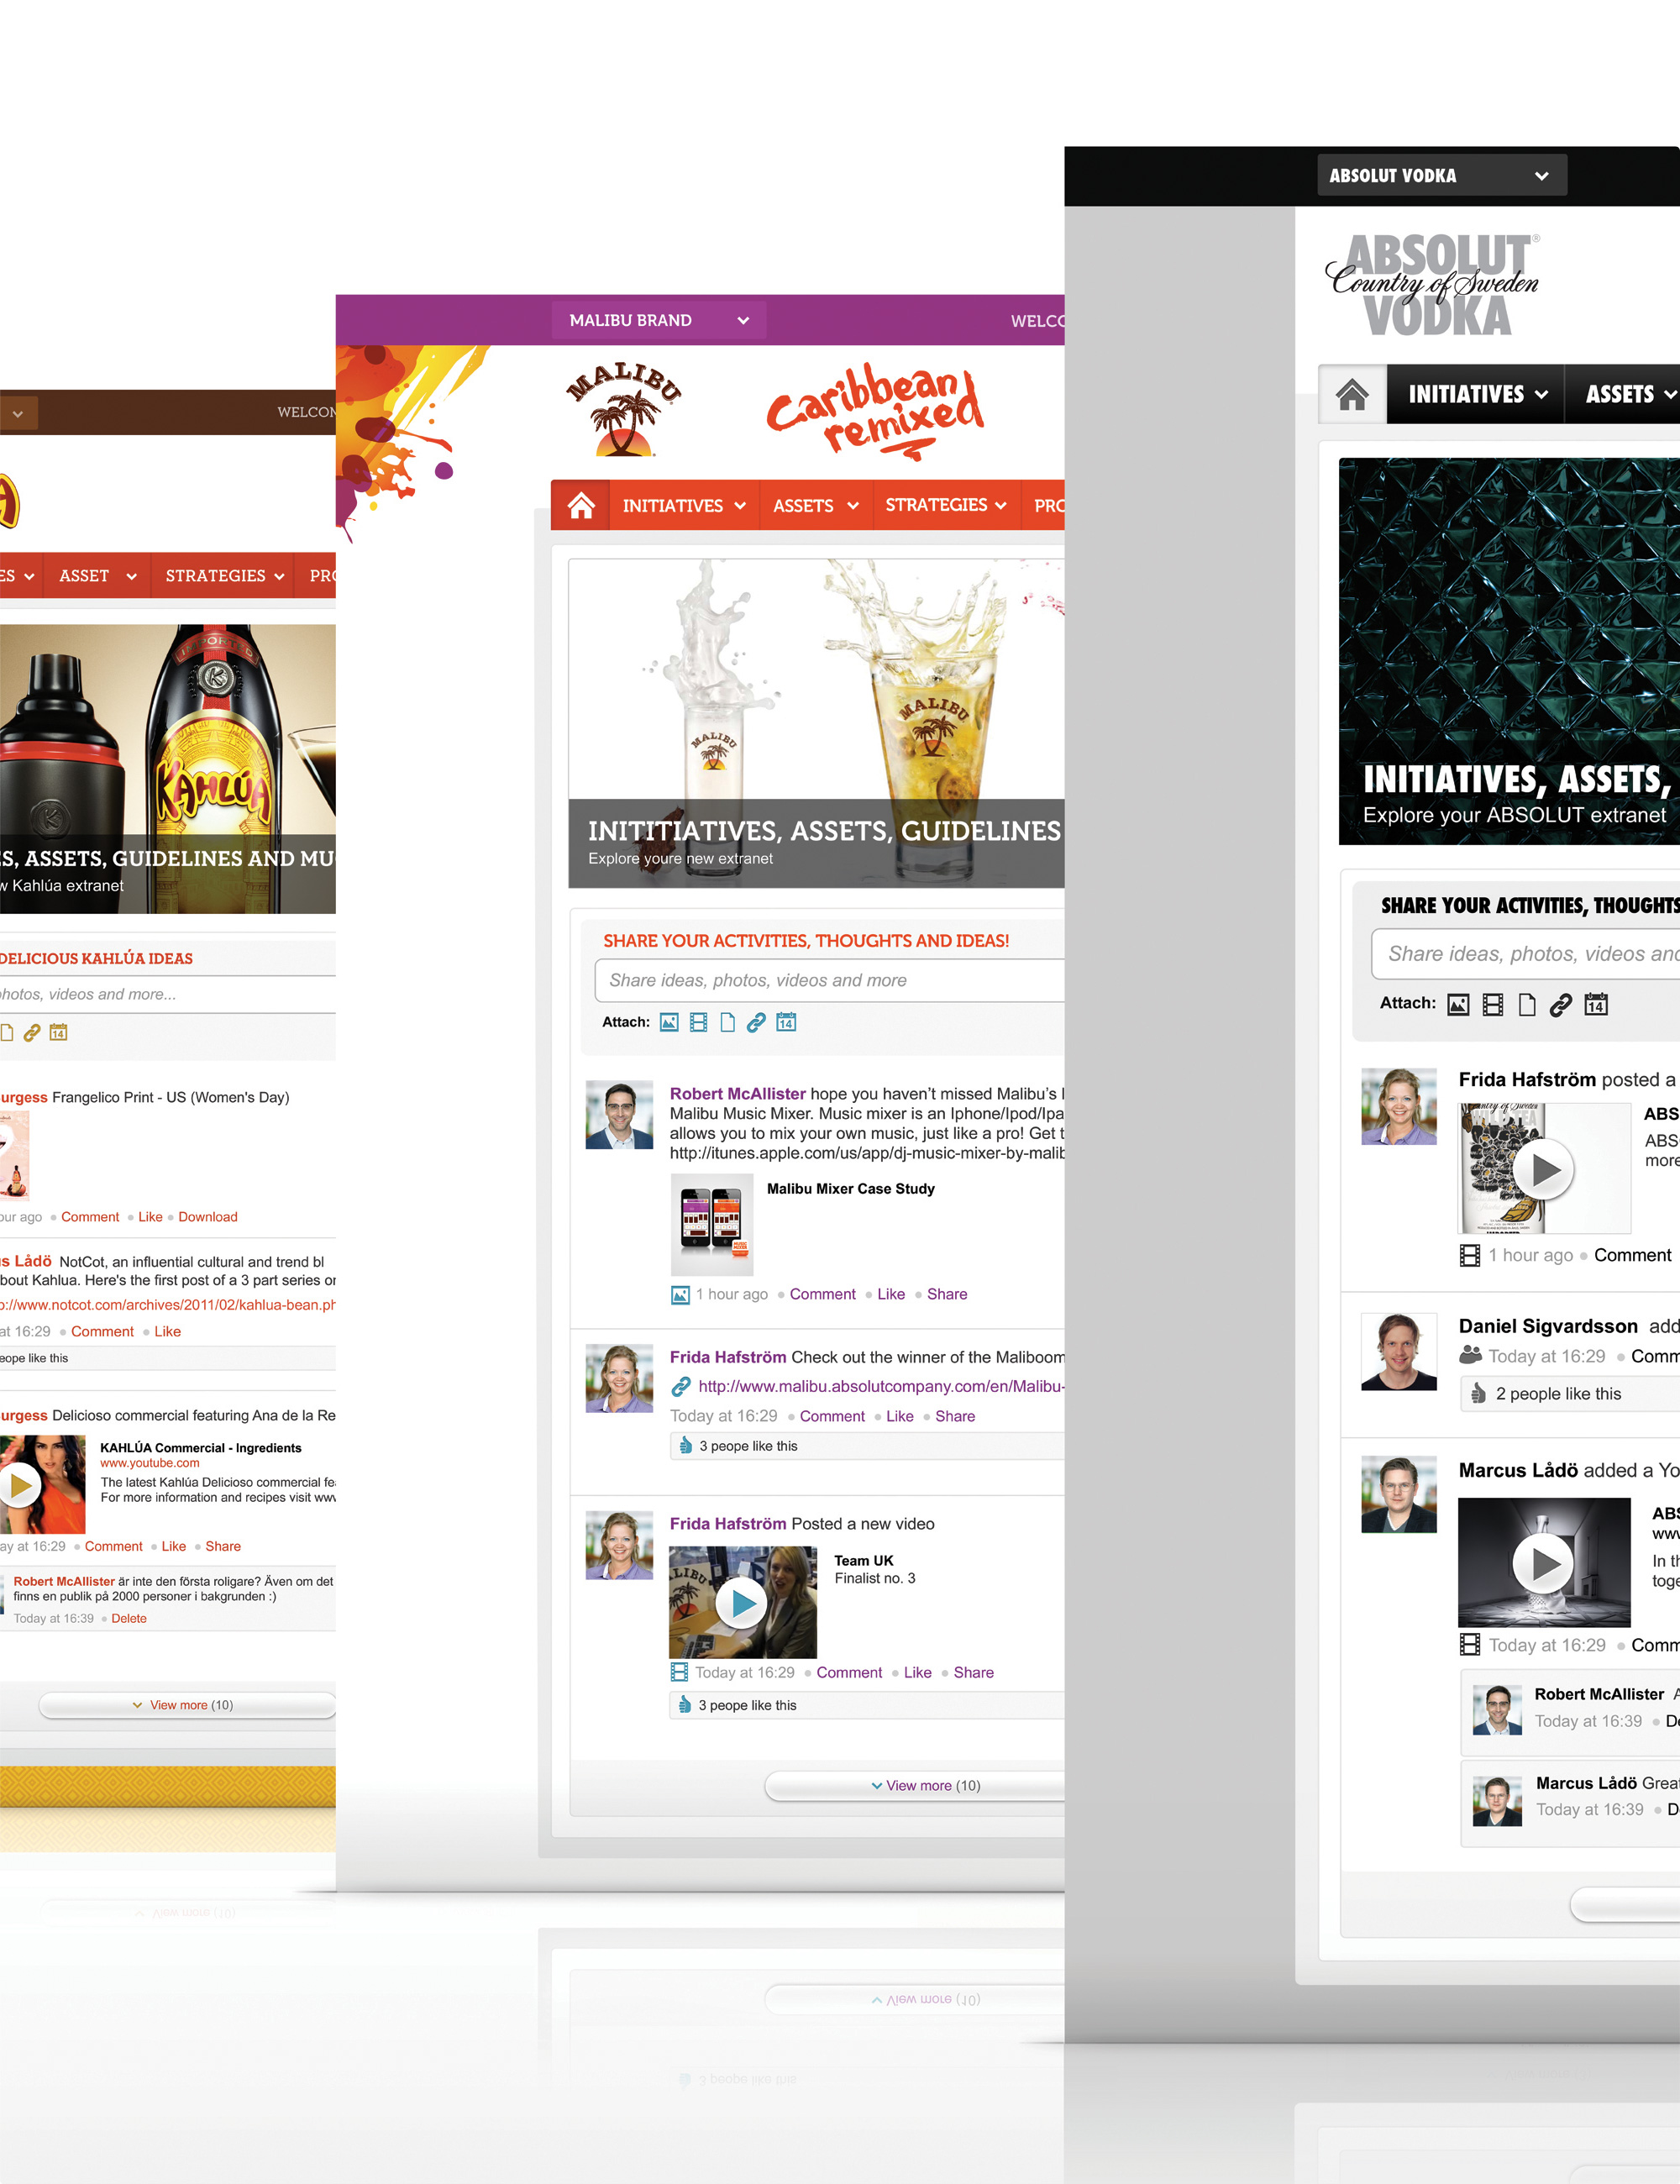 WELCOM
ES
ASSET
STRATEGIES
PRO
IMPORTED
KAHLÚA
S, ASSETS, GUIDELINES AND MU
w Kahlúa extranet
DELICIOUS KAHLÚA IDEAS
photos, videos and more...
14
urgess Frangelico Print - US (Women's Day)
our ago • Comment • Like • Download
s Lådö NotCot, an influential cultural and trend bl
bout Kahlua. Here's the first post of a 3 part series or
p://www.notcot.com/archives/2011/02/kahlua-bean.ph
at 16:29 • Comment • Like
eope like this
urgess Delicioso commercial featuring Ana de la Re
KAHLÚA Commercial - Ingredients
www.youtube.com
The latest Kahlúa Delicioso commercial fea
For more information and recipes visit www
ay at 16:29 • Comment • Like • Share
Robert McAllister är inte den första roligare? Även om det
finns en publik på 2000 personer i bakgrunden :)
Today at 16:39 • Delete
View more (10)
MALIBU BRAND
WELCO
MALIBU
Caribbean
remixed
INITIATIVES
ASSETS
STRATEGIES
PRO
MALIBU
MALIBU
INITITIATIVES, ASSETS, GUIDELINES
Explore youre new extranet
SHARE YOUR ACTIVITIES, THOUGHTS AND IDEAS!
Share ideas, photos, videos and more
Attach:
14
Robert McAllister hope you haven't missed Malibu's I
Malibu Music Mixer. Music mixer is an Iphone/Ipod/Ipa
allows you to mix your own music, just like a pro! Get t
http://itunes.apple.com/us/app/dj-music-mixer-by-malib
Malibu Mixer Case Study
1 hour ago • Comment • Like • Share
Frida Hafström Check out the winner of the Maliboom
http://www.malibu.absolutcompany.com/en/Malibu-
Today at 16:29 • Comment • Like • Share
3 peope like this
Frida Hafström Posted a new video
Team UK
Finalist no. 3
Today at 16:29 • Comment • Like • Share
3 peope like this
View more (10)
ABSOLUT VODKA
ABSOLUT®
Country of Sweden
VODKA
INITIATIVES
ASSETS
INITIATIVES, ASSETS,
Explore your ABSOLUT extranet
SHARE YOUR ACTIVITIES, THOUGHTS
Share ideas, photos, videos and
Attach:
14
Frida Hafström posted a
ABS
ABS
more
1 hour ago • Comment
Daniel Sigvardsson add
Today at 16:29 • Comm
2 people like this
Marcus Lådö added a Yo
ABS
www
In th
toge
Today at 16:29 • Comm
Robert McAllister A
Today at 16:39 • De
Marcus Lådö Grea
Today at 16:39 • D